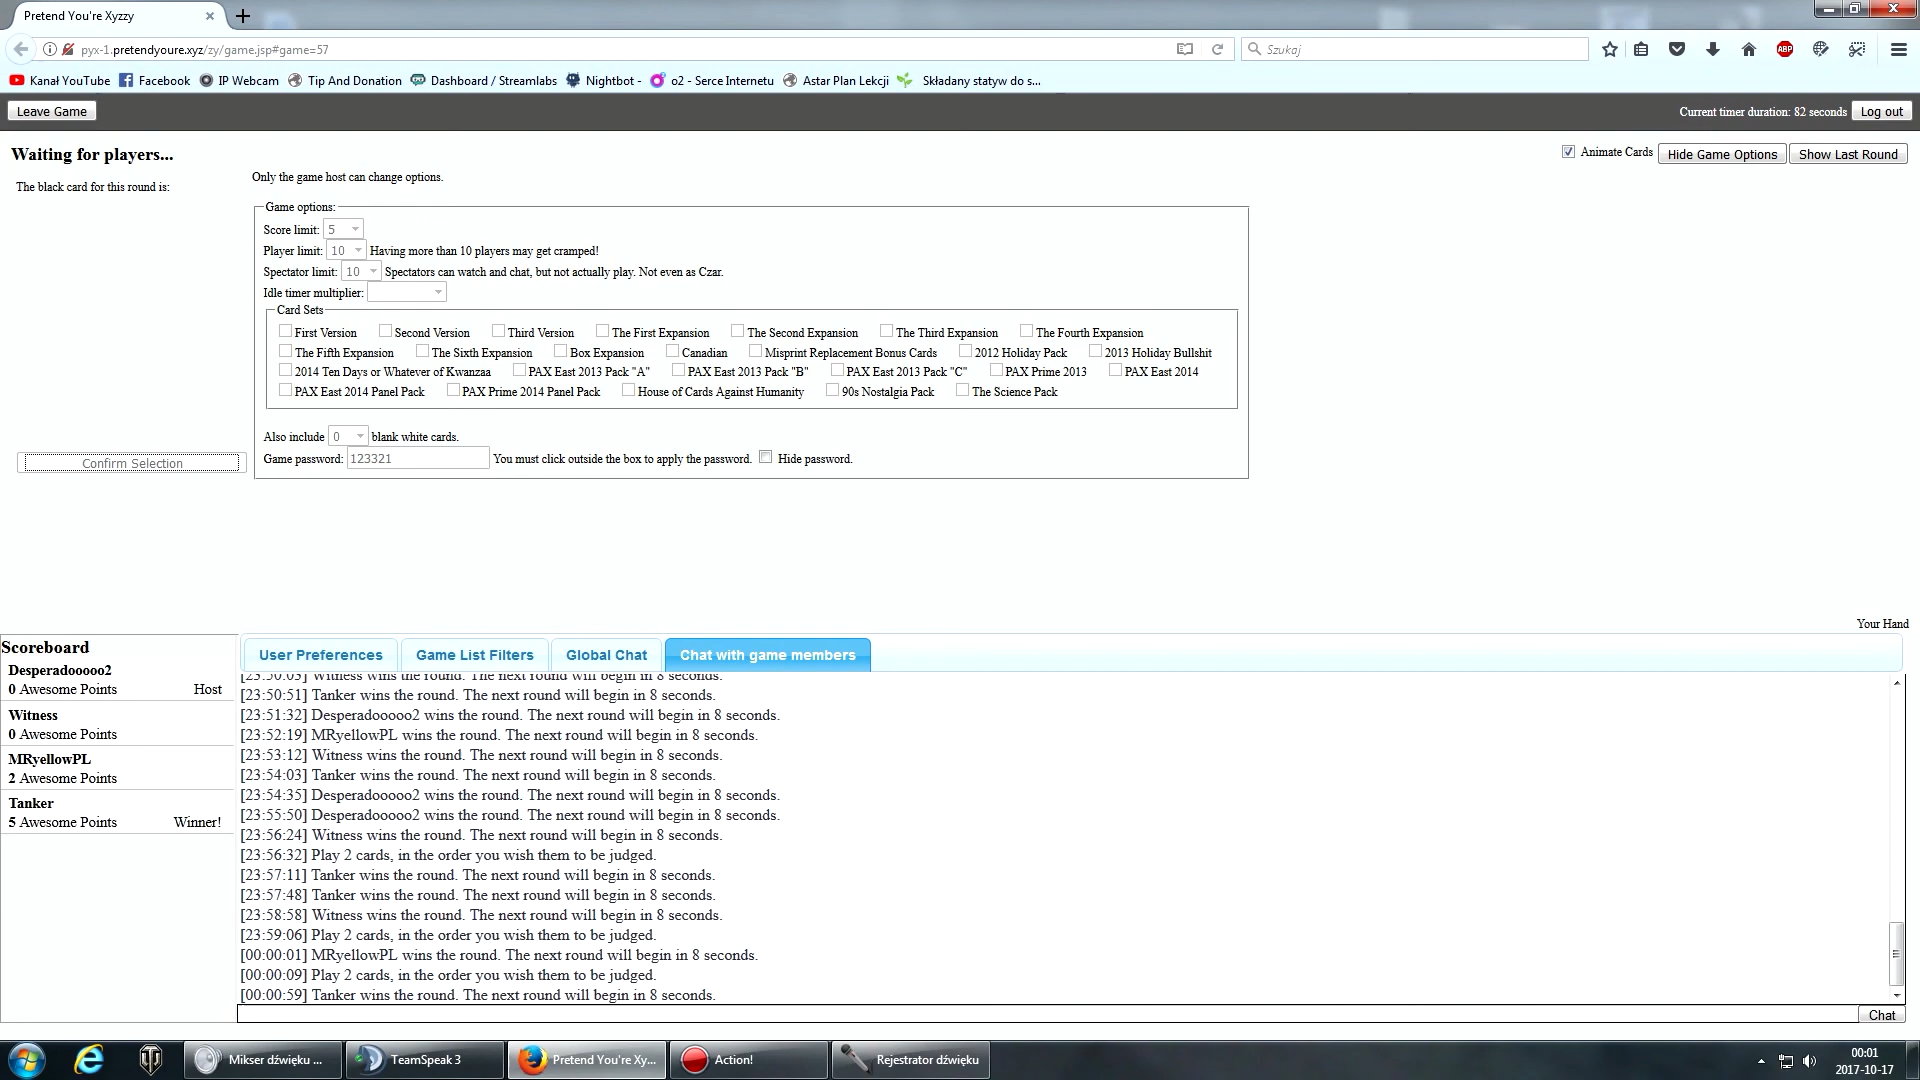 Pretend You're Xyzzy
pyx-1.pretendyoure.xyz/zy/game.jsp#game=57
Szukaj
ABP
Kanał YouTube Facebook IP Webcam Tip And Donation Dashboard / Streamlabs Nightbot - o2 - Serce Internetu Astar Plan Lekcji Składany statyw do s...
Leave Game
Current timer duration: 82 seconds Log out
Waiting for players...
Animate Cards Hide Game Options Show Last Round
The black card for this round is:
Only the game host can change options.
Game options:
Score limit: 5
Player limit: 10 Having more than 10 players may get cramped!
Spectator limit: 10 Spectators can watch and chat, but not actually play. Not even as Czar.
Idle timer multiplier:
Card Sets
First Version Second Version Third Version The First Expansion The Second Expansion The Third Expansion The Fourth Expansion
The Fifth Expansion The Sixth Expansion Box Expansion Canadian Misprint Replacement Bonus Cards 2012 Holiday Pack 2013 Holiday Bullshit
2014 Ten Days or Whatever of Kwanzaa PAX East 2013 Pack "A" PAX East 2013 Pack "B" PAX East 2013 Pack "C" PAX Prime 2013 PAX East 2014
PAX East 2014 Panel Pack PAX Prime 2014 Panel Pack House of Cards Against Humanity 90s Nostalgia Pack The Science Pack
Also include 0 blank white cards.
Game password: 123321 You must click outside the box to apply the password. Hide password.
Confirm Selection
Your Hand
Scoreboard
Desperadooooo2
0 Awesome Points Host
Witness
0 Awesome Points
MRyellowPL
2 Awesome Points
Tanker
5 Awesome Points Winner!
User Preferences Game List Filters Global Chat Chat with game members
[23:50:03] Witness wins the round. The next round will begin in 8 seconds.
[23:50:51] Tanker wins the round. The next round will begin in 8 seconds.
[23:51:32] Desperadooooo2 wins the round. The next round will begin in 8 seconds.
[23:52:19] MRyellowPL wins the round. The next round will begin in 8 seconds.
[23:53:12] Witness wins the round. The next round will begin in 8 seconds.
[23:54:03] Tanker wins the round. The next round will begin in 8 seconds.
[23:54:35] Desperadooooo2 wins the round. The next round will begin in 8 seconds.
[23:55:50] Desperadooooo2 wins the round. The next round will begin in 8 seconds.
[23:56:24] Witness wins the round. The next round will begin in 8 seconds.
[23:56:32] Play 2 cards, in the order you wish them to be judged.
[23:57:11] Tanker wins the round. The next round will begin in 8 seconds.
[23:57:48] Tanker wins the round. The next round will begin in 8 seconds.
[23:58:58] Witness wins the round. The next round will begin in 8 seconds.
[23:59:06] Play 2 cards, in the order you wish them to be judged.
[00:00:01] MRyellowPL wins the round. The next round will begin in 8 seconds.
[00:00:09] Play 2 cards, in the order you wish them to be judged.
[00:00:59] Tanker wins the round. The next round will begin in 8 seconds.
Chat
Mikser dźwięku ... TeamSpeak 3 Pretend You're Xy... Action! Rejestrator dźwięku
00:01
2017-10-17